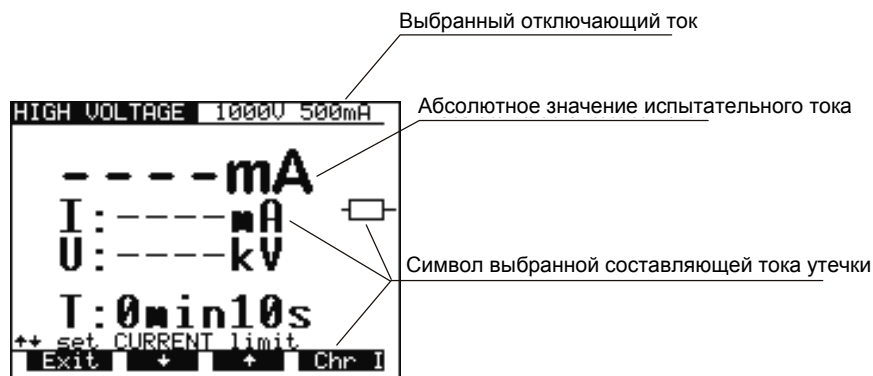 Выбранный отключающий ток
HIGH VOLTAGE 1000V 500mA
Абсолютное значение испытательного тока
----mA
I:----mA
U:----kV
Символ выбранной составляющей тока утечки
T:0min10s
↑↓ set CURRENT limit
Exit ↓ ↑ Chr I